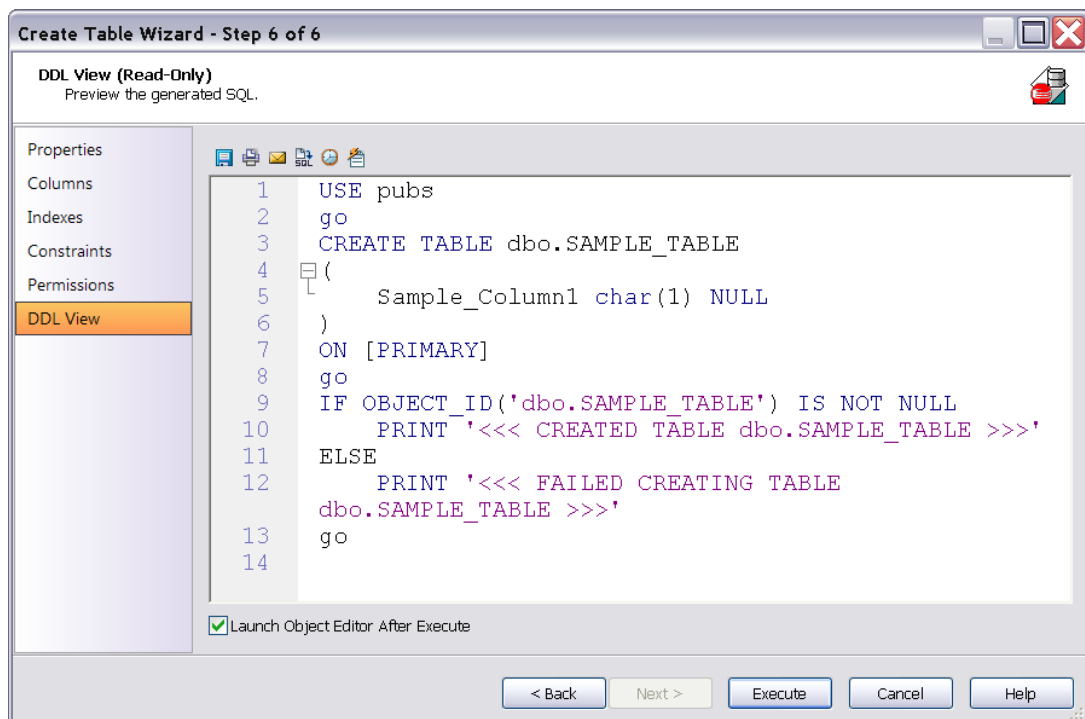 Create Table Wizard - Step 6 of 6
DDL View (Read-Only)
Preview the generated SQL.
Properties
Columns
Indexes
Constraints
Permissions
DDL View
SQL
1 USE pubs
2 go
3 CREATE TABLE dbo.SAMPLE_TABLE
4 (
5 Sample_Column1 char(1) NULL
6 )
7 ON [PRIMARY]
8 go
9 IF OBJECT_ID('dbo.SAMPLE_TABLE') IS NOT NULL
10 PRINT '<<< CREATED TABLE dbo.SAMPLE_TABLE >>>'
11 ELSE
12 PRINT '<<< FAILED CREATING TABLE
dbo.SAMPLE_TABLE >>>'
13 go
14
Launch Object Editor After Execute
< Back Next > Execute Cancel Help